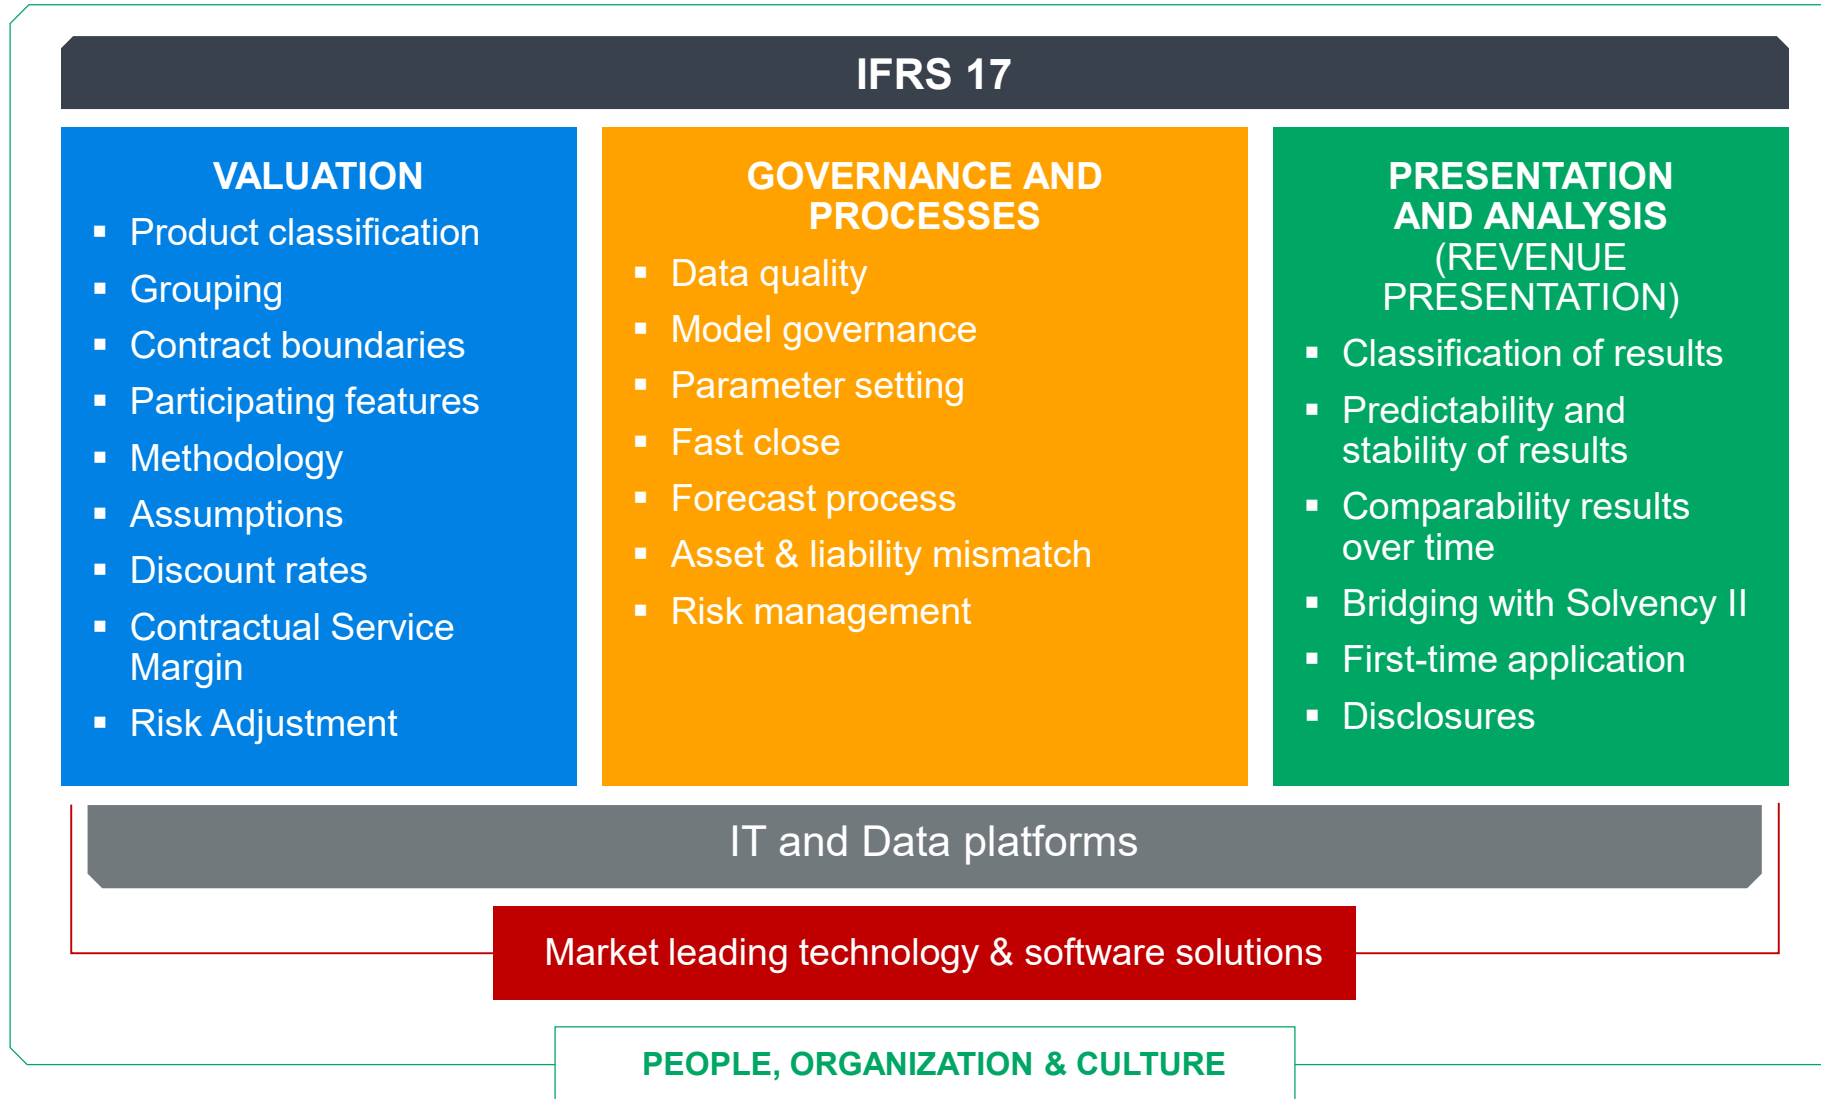 IFRS 17
VALUATION
▪ Product classification
▪ Grouping
▪ Contract boundaries
▪ Participating features
▪ Methodology
▪ Assumptions
▪ Discount rates
▪ Contractual Service
Margin
▪ Risk Adjustment
GOVERNANCE AND
PROCESSES
▪ Data quality
▪ Model governance
▪ Parameter setting
▪ Fast close
▪ Forecast process
▪ Asset & liability mismatch
▪ Risk management
PRESENTATION
AND ANALYSIS
(REVENUE
PRESENTATION)
▪ Classification of results
▪ Predictability and
stability of results
▪ Comparability results
over time
▪ Bridging with Solvency II
▪ First-time application
▪ Disclosures
IT and Data platforms
Market leading technology & software solutions
PEOPLE, ORGANIZATION & CULTURE